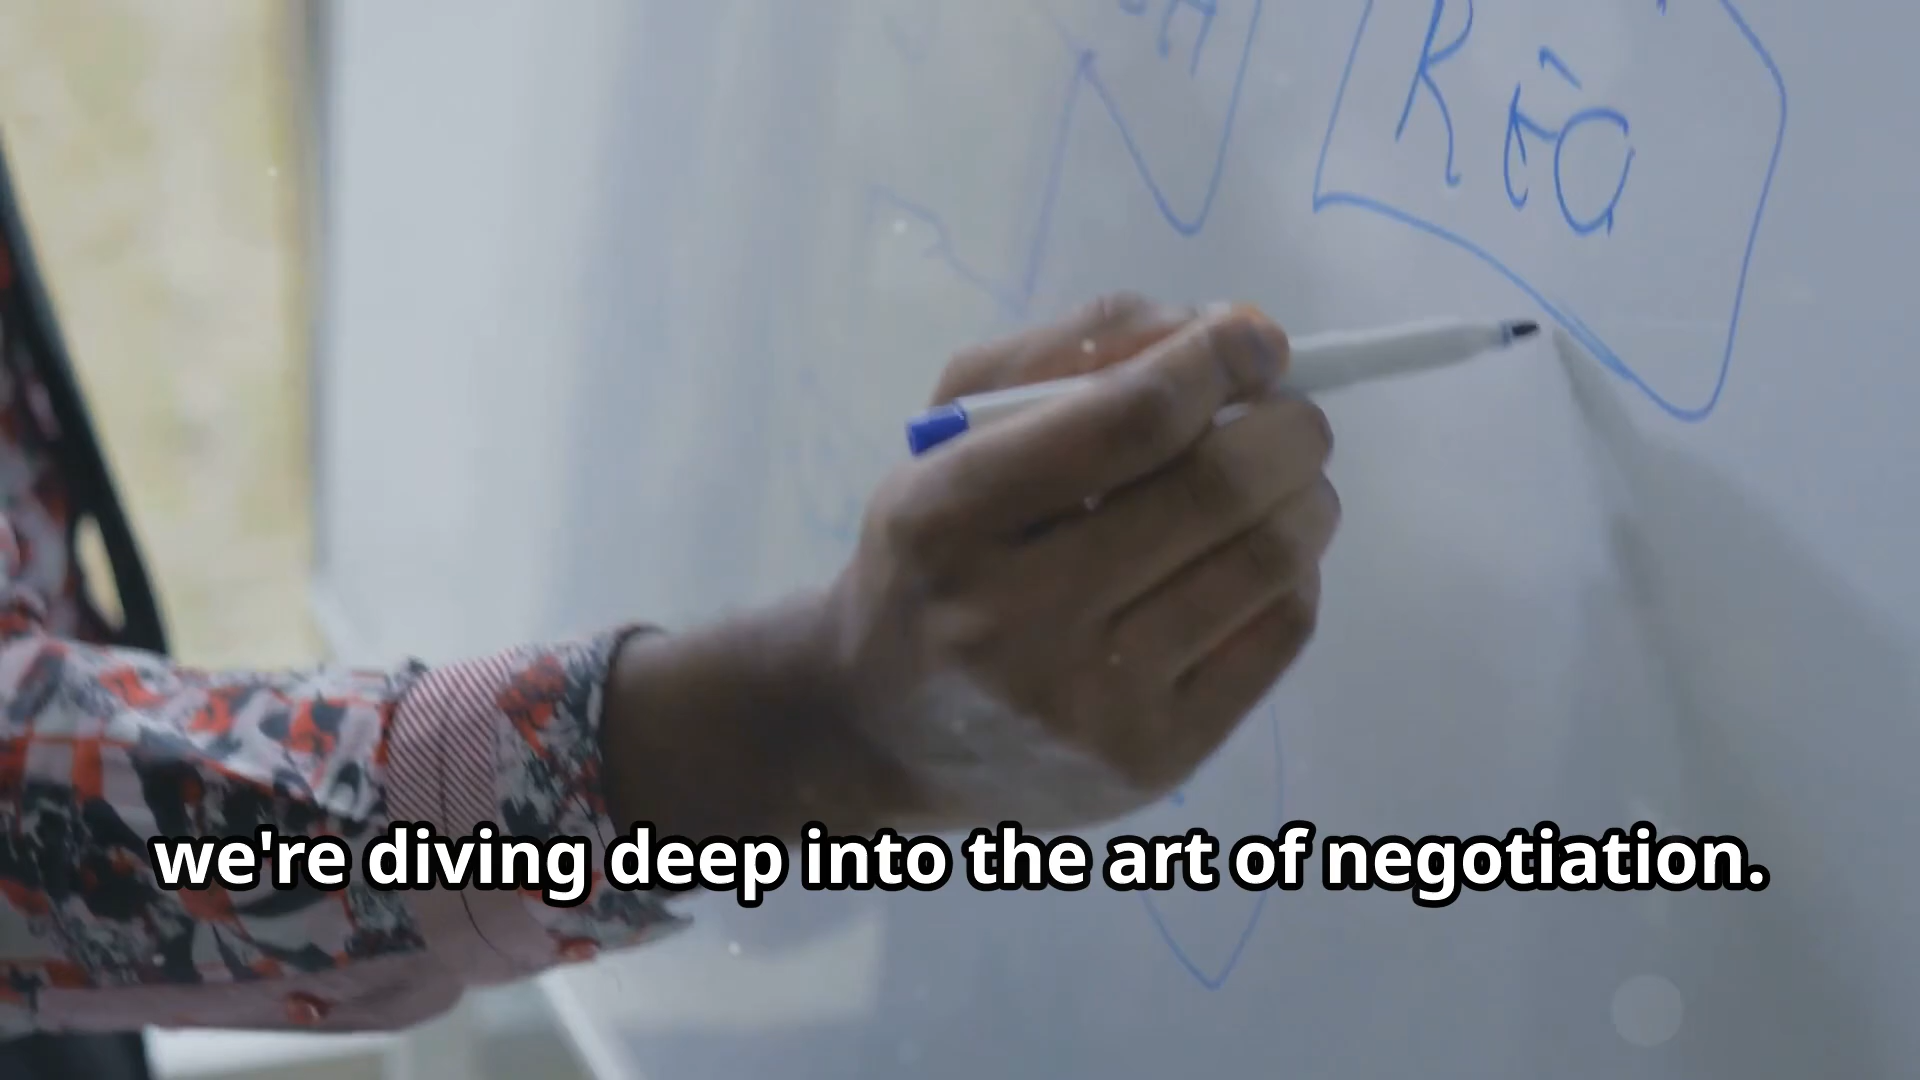 we're diving deep into the art of negotiation.